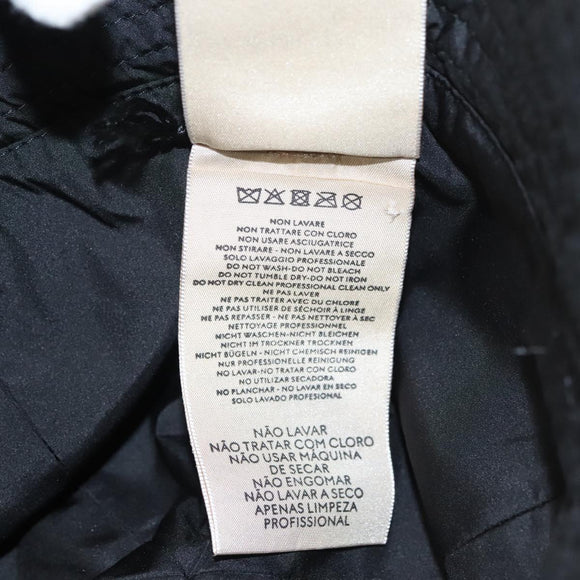 NON LAVARE
NON TRATTARE CON CLORO
NON USARE ASCIUGATRICE
NON STIRARE - NON LAVARE A SECCO
SOLO LAVAGGIO PROFESSIONALE
DO NOT WASH-DO NOT BLEACH
DO NOT TUMBLE DRY-DO NOT IRON
DO NOT DRY CLEAN PROFESSIONAL CLEAN ONLY
NE PAS LAVER
NE PAS TRAITER AVEC DU CHLORE
NE PAS UTILISER DE SÉCHOIR À LINGE
NE PAS REPASSER - NE PAS NETTOYER À SEC
NETTOYAGE PROFESSIONNEL
NICHT WASCHEN-NICHT BLEICHEN
NICHT IM TROCKNER TROCKNEN
NICHT BÜGELN - NICHT CHEMISCH REINIGEN
NUR PROFESSIONELLE REINIGUNG
NO LAVAR-NO TRATAR CON CLORO
NO UTILIZAR SECADORA
NO PLANCHAR - NO LAVAR EN SECO
SOLO LAVADO PROFESIONAL
NÃO LAVAR
NÃO TRATAR COM CLORO
NÃO USAR MÁQUINA
DE SECAR
NÃO ENGOMAR
NÃO LAVAR A SECO
APENAS LIMPEZA
PROFISSIONAL